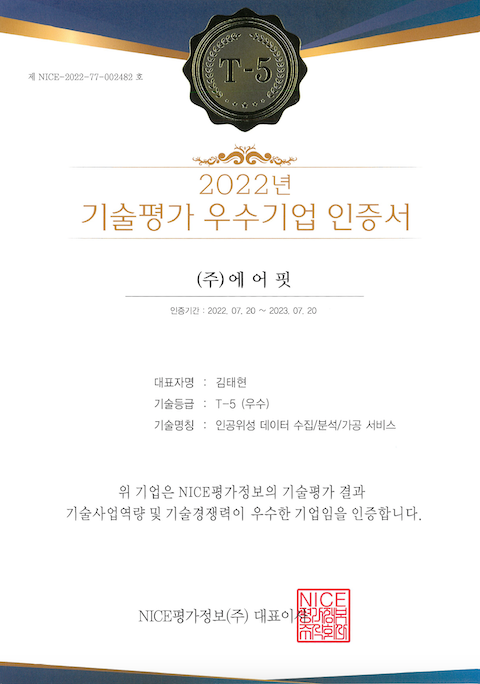 T-5
제 NICE-2022-77-002482 호
2022년
기술평가 우수기업 인증서
(주)에 어 핏
인증기간 : 2022. 07. 20 ~ 2023. 07. 20
대표자명 : 김태현
기술등급 : T-5 (우수)
기술명칭 : 인공위성 데이터 수집/분석/가공 서비스
위 기업은 NICE평가정보의 기술평가 결과
기술사업역량 및 기술경쟁력이 우수한 기업임을 인증합니다.
NICE평가정보(주) 대표이사
NICE